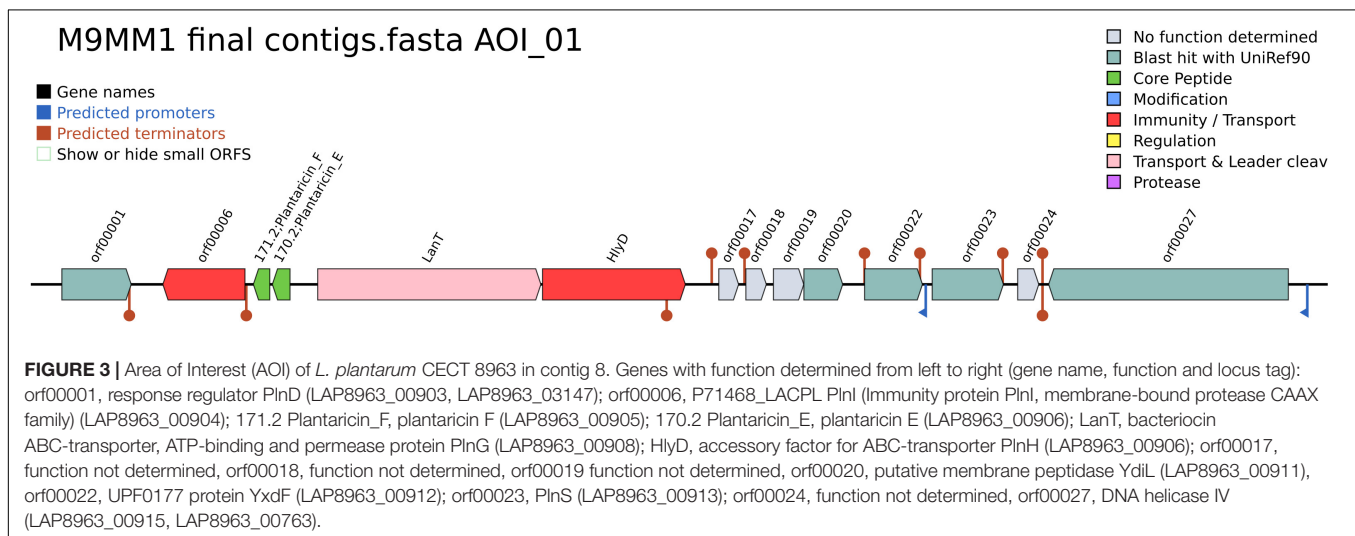 M9MM1 final contigs.fasta AOI_01
Gene names
Predicted promoters
Predicted terminators
Show or hide small ORFS
No function determined
Blast hit with UniRef90
Core Peptide
Modification
Immunity / Transport
Regulation
Transport & Leader cleav
Protease
orf00001
orf00006
171.2;Plantaricin_F
170.2;Plantaricin_E
LanT
HlyD
orf00017
orf00018
orf00019
orf00020
orf00022
orf00023
orf00024
orf00027
FIGURE 3 | Area of Interest (AOI) of L. plantarum CECT 8963 in contig 8. Genes with function determined from left to right (gene name, function and locus tag):
orf00001, response regulator PlnD (LAP8963_00903, LAP8963_03147); orf00006, P71468_LACPL PlnI (Immunity protein PlnI, membrane-bound protease CAAX
family) (LAP8963_00904); 171.2 Plantaricin_F, plantaricin F (LAP8963_00905); 170.2 Plantaricin_E, plantaricin E (LAP8963_00906); LanT, bacteriocin
ABC-transporter, ATP-binding and permease protein PlnG (LAP8963_00908); HlyD, accessory factor for ABC-transporter PlnH (LAP8963_00906); orf00017,
function not determined, orf00018, function not determined, orf00019 function not determined, orf00020, putative membrane peptidase YdiL (LAP8963_00911),
orf00022, UPF0177 protein YxdF (LAP8963_00912); orf00023, PlnS (LAP8963_00913); orf00024, function not determined, orf00027, DNA helicase IV
(LAP8963_00915, LAP8963_00763).